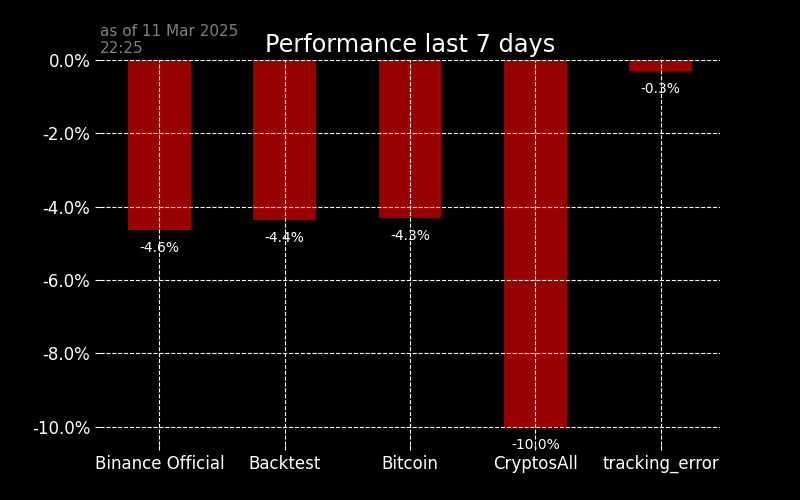 as of 11 Mar 2025
22:25
Performance last 7 days
0.0%
-2.0%
-4.0%
-6.0%
-8.0%
-10.0%
-4.6%
-4.4%
-4.3%
-10.0%
-0.3%
Binance Official
Backtest
Bitcoin
CryptosAll
tracking_error